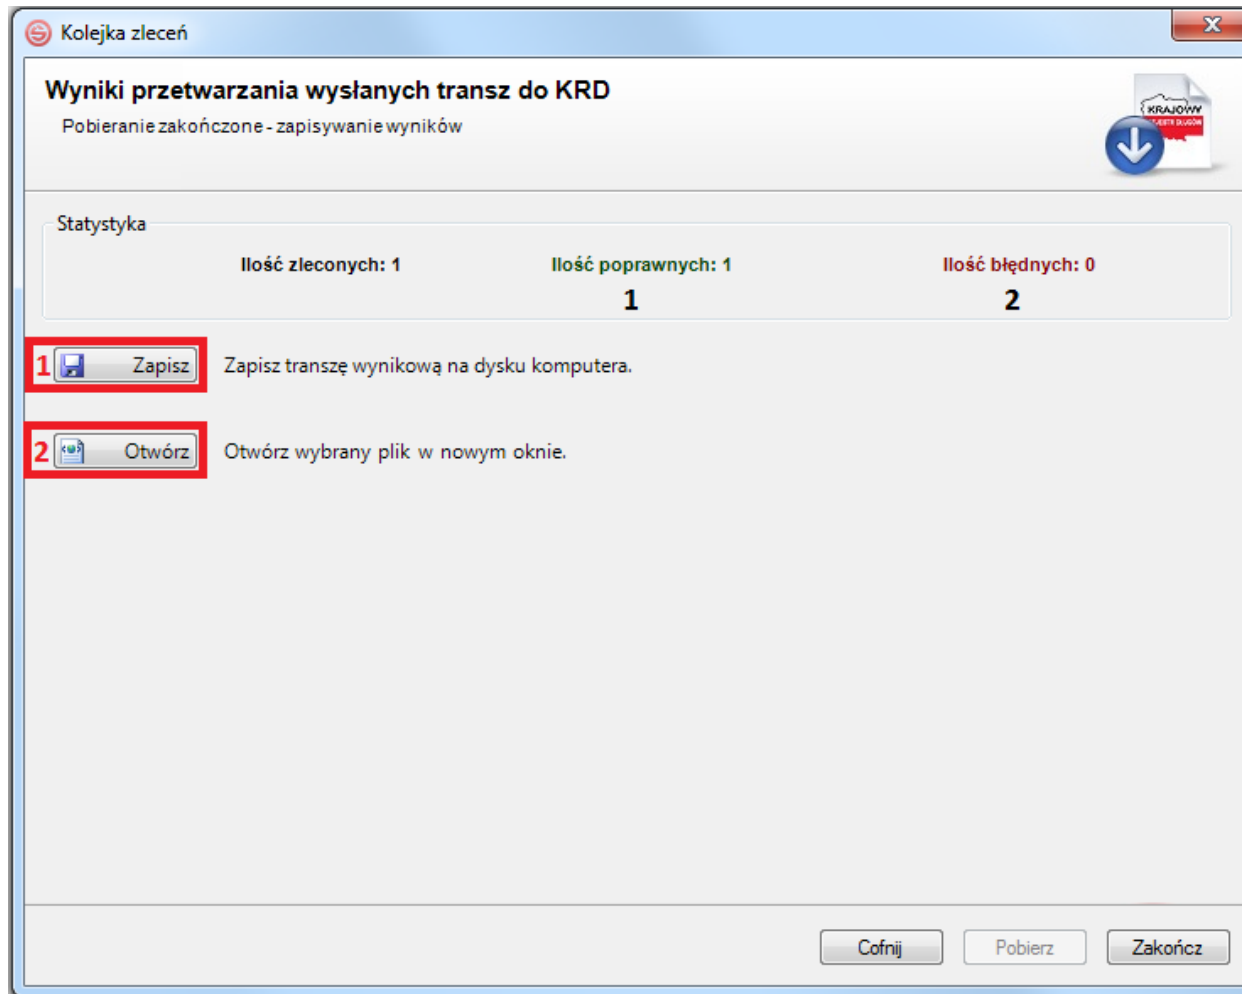 Kolejka zleceń
Wyniki przetwarzania wysłanych transz do KRD
Pobieranie zakończone - zapisywanie wyników
KRAJOWY
REJESTR DŁUGÓW
Statystyka
Ilość zleconych: 1 Ilość poprawnych: 1 Ilość błędnych: 0
1 2
1 Zapisz Zapisz transzę wynikową na dysku komputera.
2 Otwórz Otwórz wybrany plik w nowym oknie.
Cofnij Pobierz Zakończ